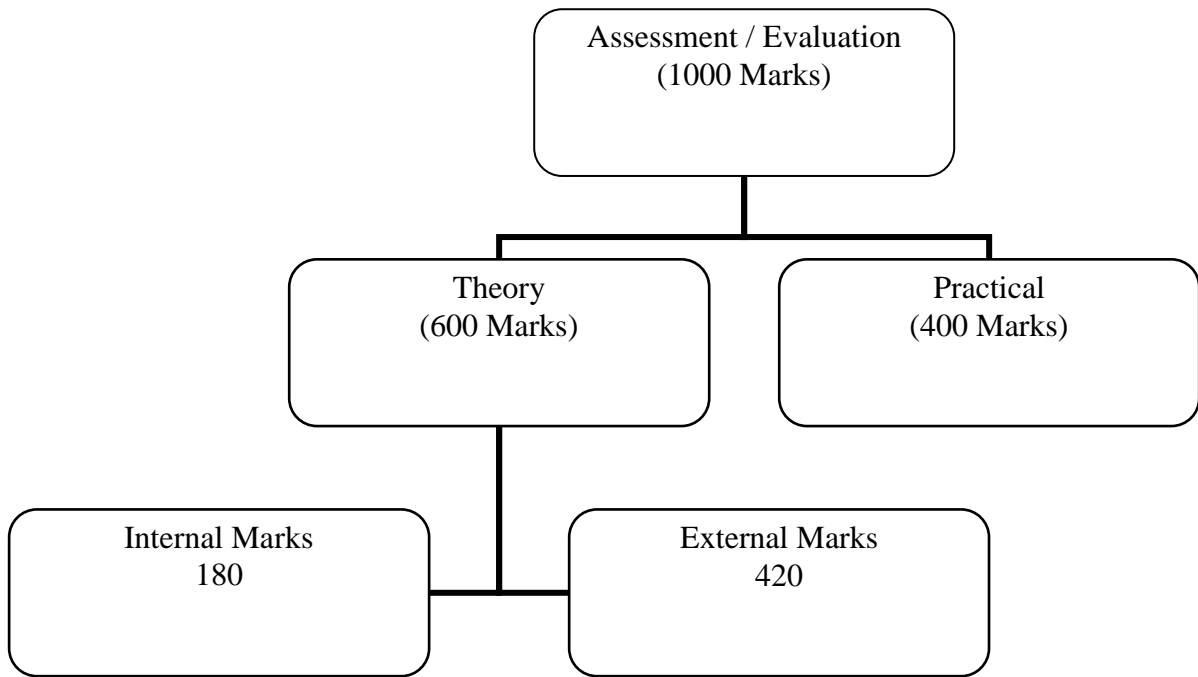 Assessment / Evaluation
(1000 Marks)
Theory
(600 Marks)
Practical
(400 Marks)
Internal Marks
180
External Marks
420